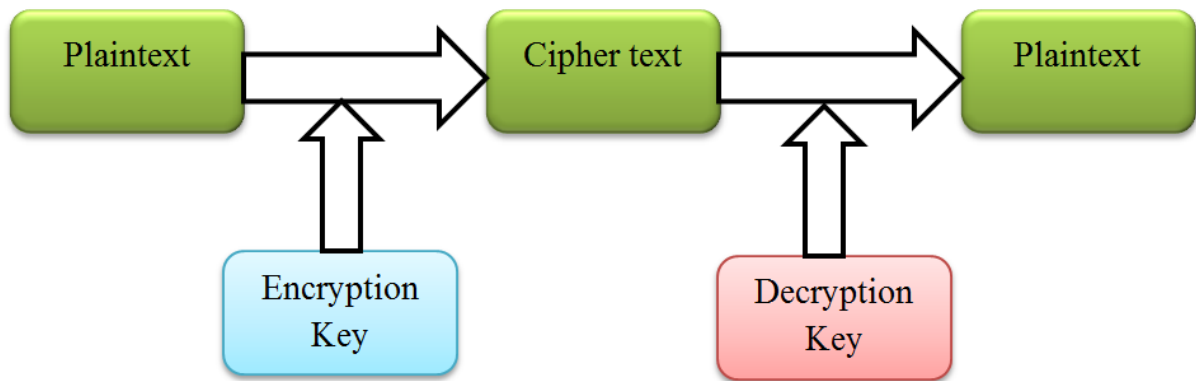 Plaintext
Cipher text
Plaintext
Encryption
Key
Decryption
Key